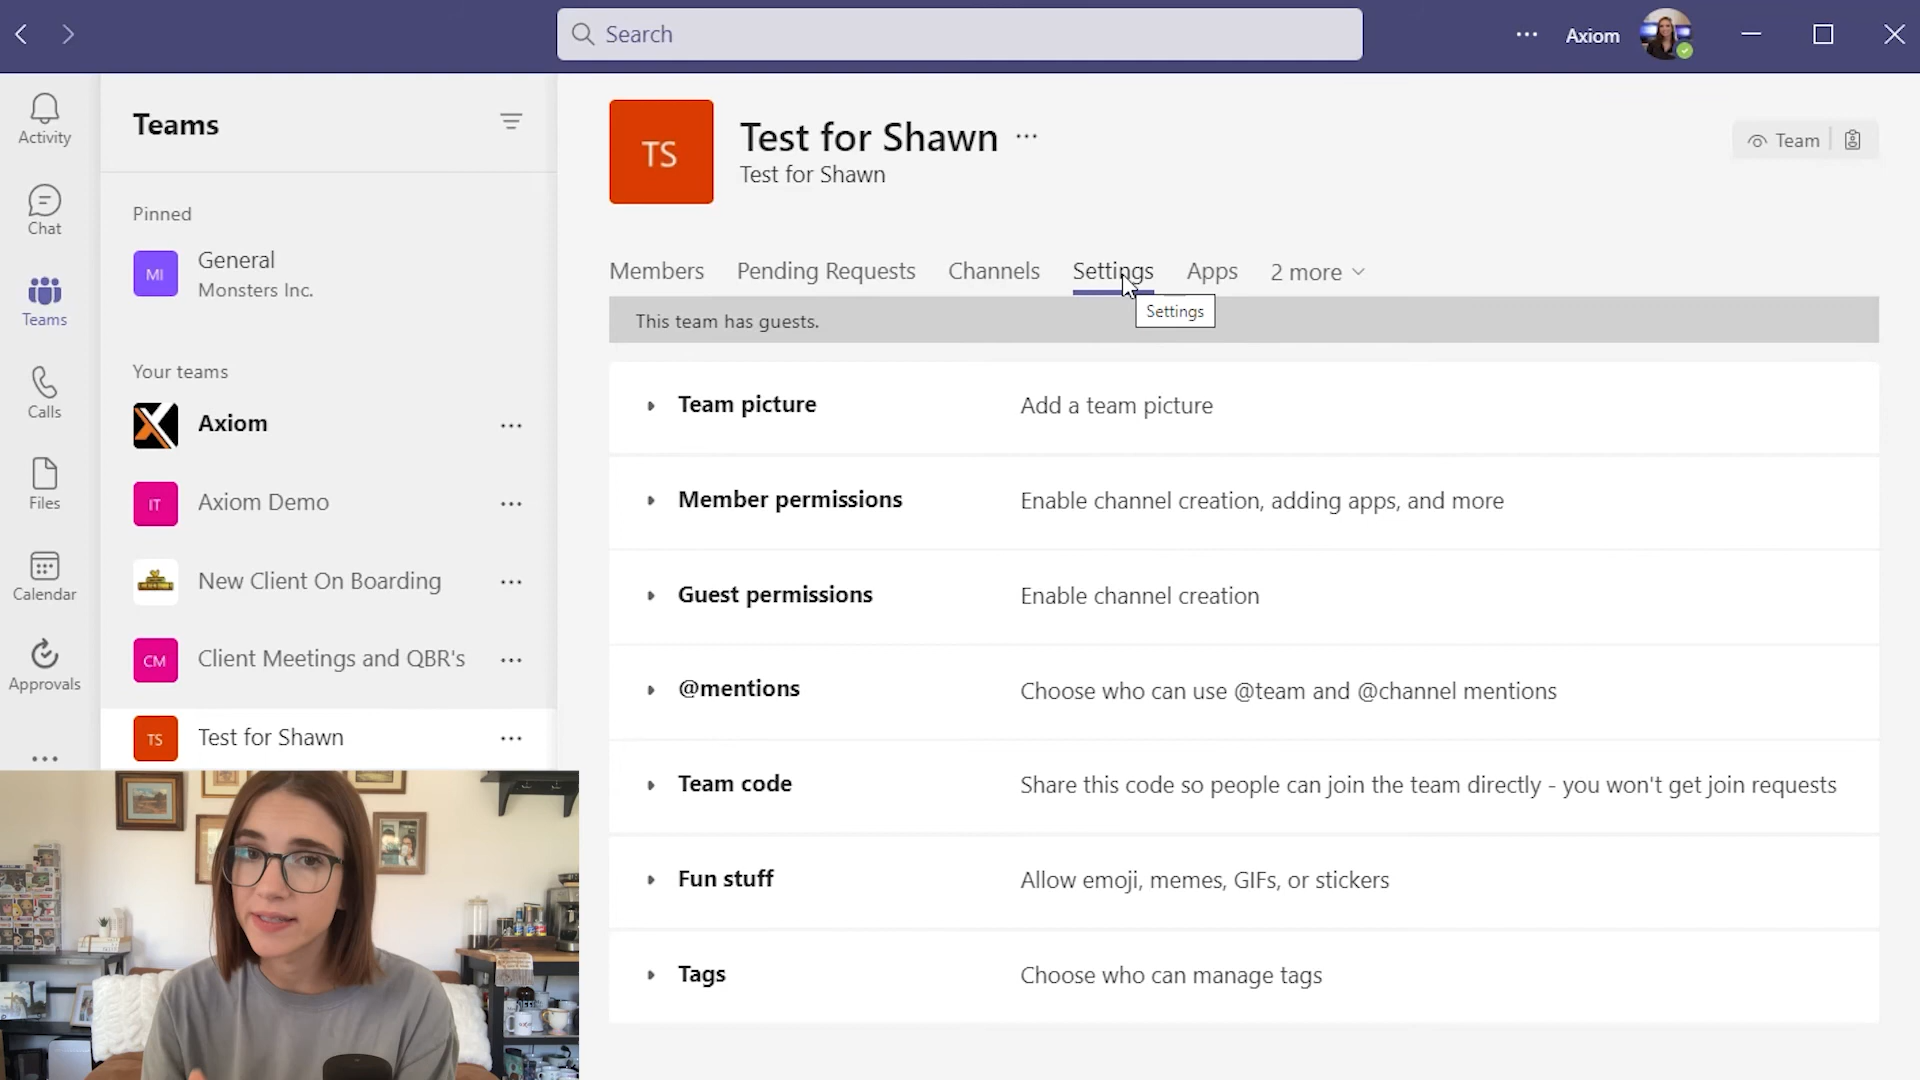 Search
Axiom
Activity
Chat
Teams
Calls
Files
Calendar
Approvals
Teams
Pinned
MI
General
Monsters Inc.
Your teams
Axiom
IT
Axiom Demo
New Client On Boarding
CM
Client Meetings and QBR's
TS
Test for Shawn
TS
Test for Shawn
Test for Shawn
Team
Members
Pending Requests
Channels
Settings
Apps
2 more
Settings
This team has guests.
Team picture
Add a team picture
Member permissions
Enable channel creation, adding apps, and more
Guest permissions
Enable channel creation
@mentions
Choose who can use @team and @channel mentions
Team code
Share this code so people can join the team directly - you won't get join requests
Fun stuff
Allow emoji, memes, GIFs, or stickers
Tags
Choose who can manage tags